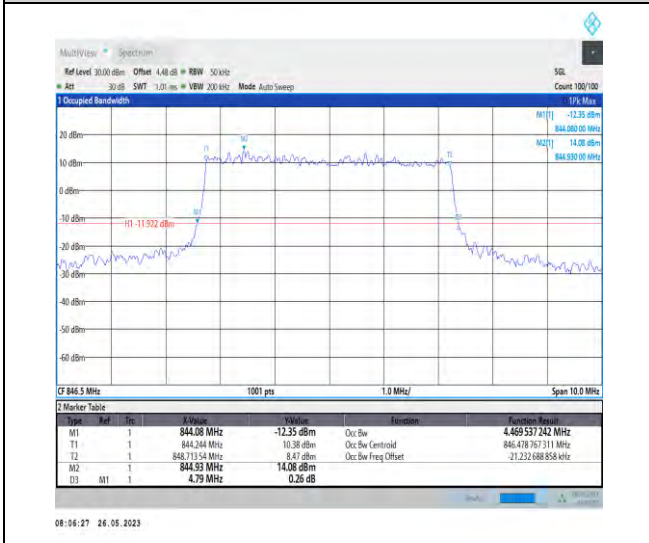 MultiView Spectrum
Ref Level 30.00 dBm Offset 4.48 dB RBW 50 kHz SGL
Att 30 dB SWT 1.01 ms VBW 200 kHz Mode Auto Sweep Count 100/100
1 Occupied Bandwidth 1Pk Max
M1[1] -12.35 dBm
844.080 00 MHz
M2[1] 14.08 dBm
844.930 00 MHz
20 dBm
M2
T1
T2
10 dBm
0 dBm
M1
-10 dBm
H1 -11.922 dBm
-20 dBm
-30 dBm
-40 dBm
-50 dBm
-60 dBm
CF 846.5 MHz 1001 pts 1.0 MHz/ Span 10.0 MHz
2 Marker Table
Type Ref Trc X-Value Y-Value Function Function Result
M1 1 844.08 MHz -12.35 dBm Occ Bw 4.469 537 242 MHz
T1 1 844.244 MHz 10.38 dBm Occ Bw Centroid 846.478 767 311 MHz
T2 1 848.713 54 MHz 8.47 dBm Occ Bw Freq Offset -21.232 688 858 kHz
M2 1 844.93 MHz 14.08 dBm
D3 M1 1 4.79 MHz 0.26 dB
08:06:27 26.05.2023